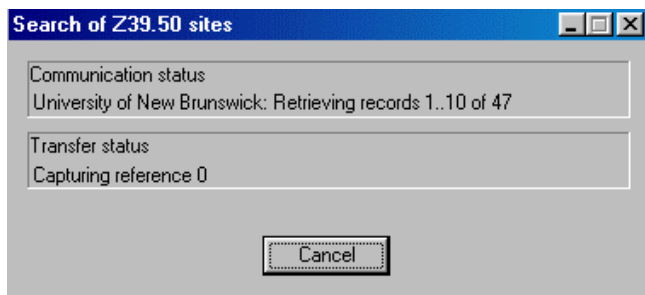 Search of Z39.50 sites
Communication status
University of New Brunswick: Retrieving records 1..10 of 47
Transfer status
Capturing reference 0
Cancel